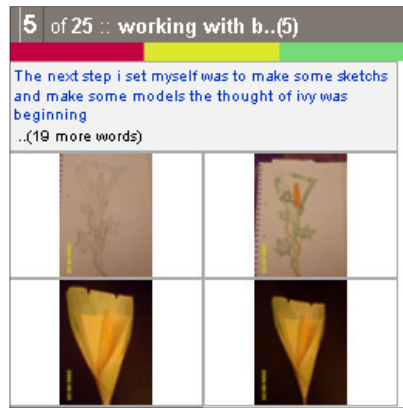 5 of 25 :: working with b..(5)
The next step i set myself was to make some sketchs
and make some models the thought of ivy was
beginning
..(19 more words)